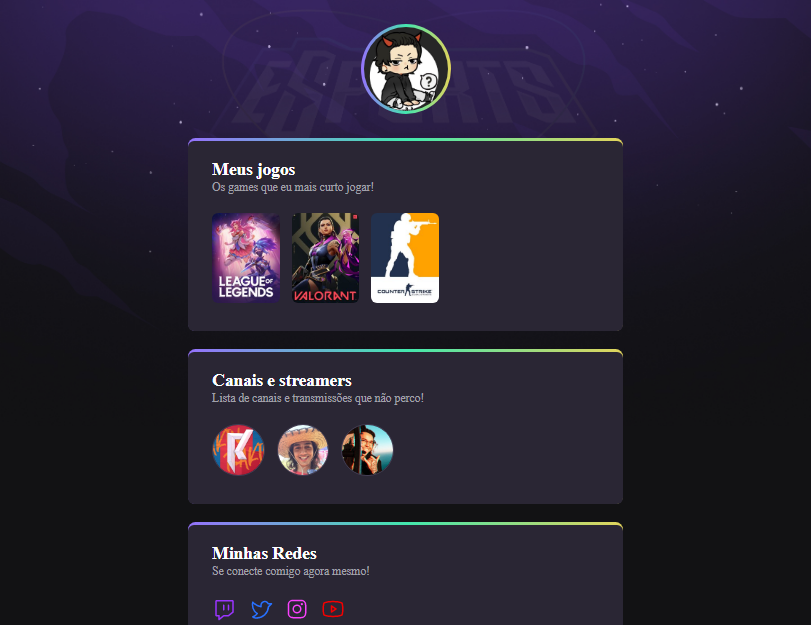 ESPORTS
?
Meus jogos
Os games que eu mais curto jogar!
LEAGUE OF
LEGENDS
VALORANT
COUNTER STRIKE
Canais e streamers
Lista de canais e transmissões que não perco!
Minhas Redes
Se conecte comigo agora mesmo!